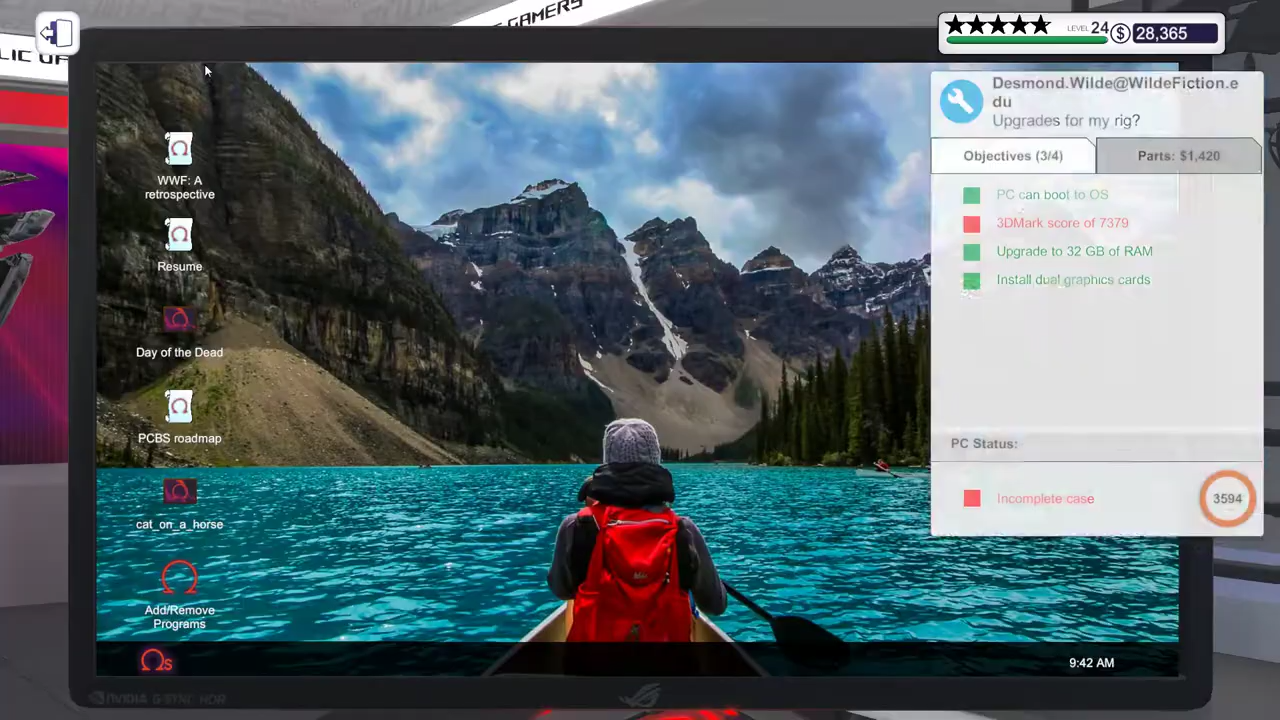 GAMERS
LEVEL 24
$ 28,365
Desmond.Wilde@WildeFiction.e
du
Upgrades for my rig?
Objectives (3/4)
Parts: $1,420
PC can boot to OS
3DMark score of 7379
Upgrade to 32 GB of RAM
Install dual graphics cards
PC Status:
Incomplete case
3594
WWF: A
retrospective
Resume
Day of the Dead
PCBS roadmap
cat_on_a_horse
Add/Remove
Programs
9:42 AM
NVIDIA G-SYNC HDR